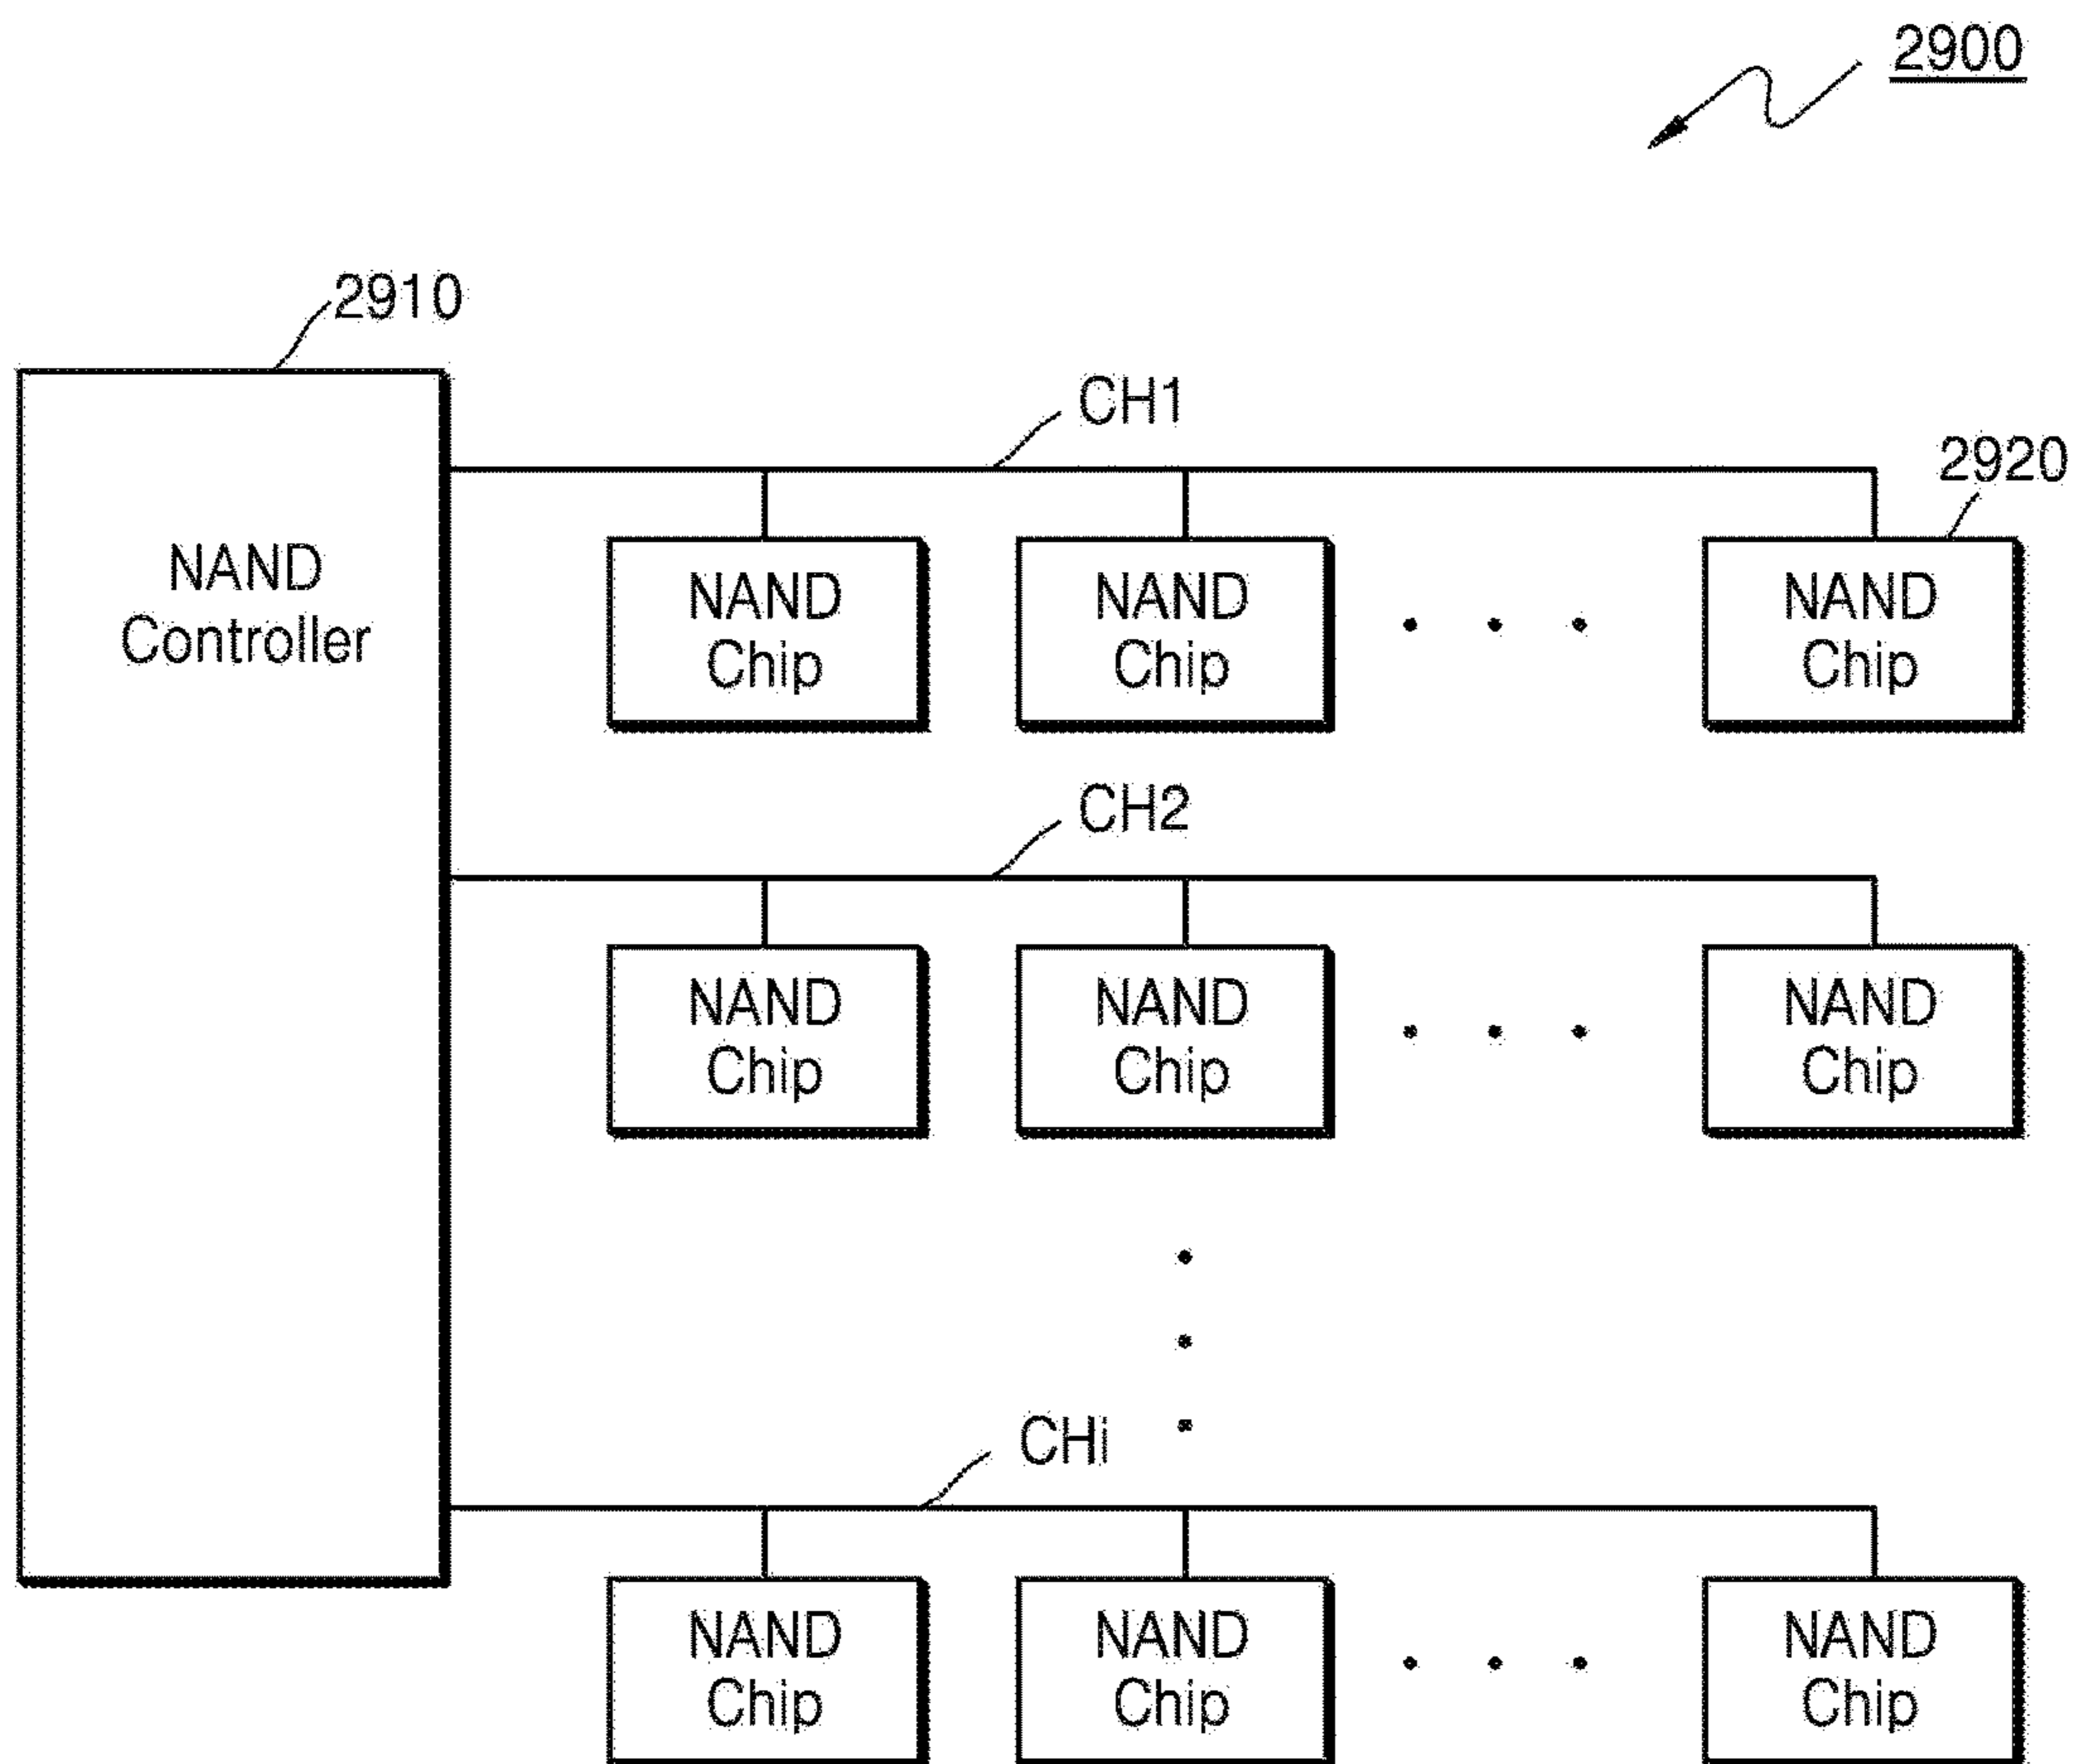 2900
2910
CH1
2920
NAND
Controller
NAND
Chip
NAND
Chip
NAND
Chip
CH2
NAND
Chip
NAND
Chip
NAND
Chip
CHi
NAND
Chip
NAND
Chip
NAND
Chip